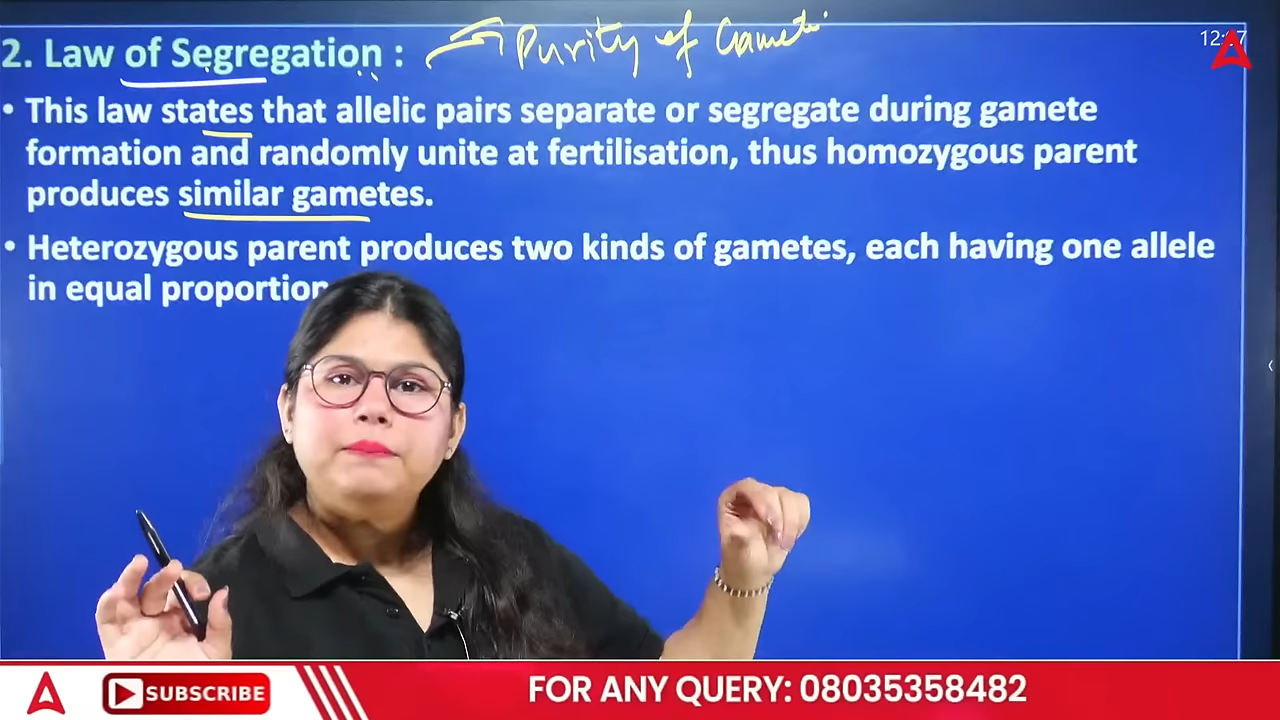 2. Law of Segregation : Purity of Gamete
• This law states that allelic pairs separate or segregate during gamete
formation and randomly unite at fertilisation, thus homozygous parent
produces similar gametes.
• Heterozygous parent produces two kinds of gametes, each having one allele
in equal proportion
SUBSCRIBE
FOR ANY QUERY: 08035358482